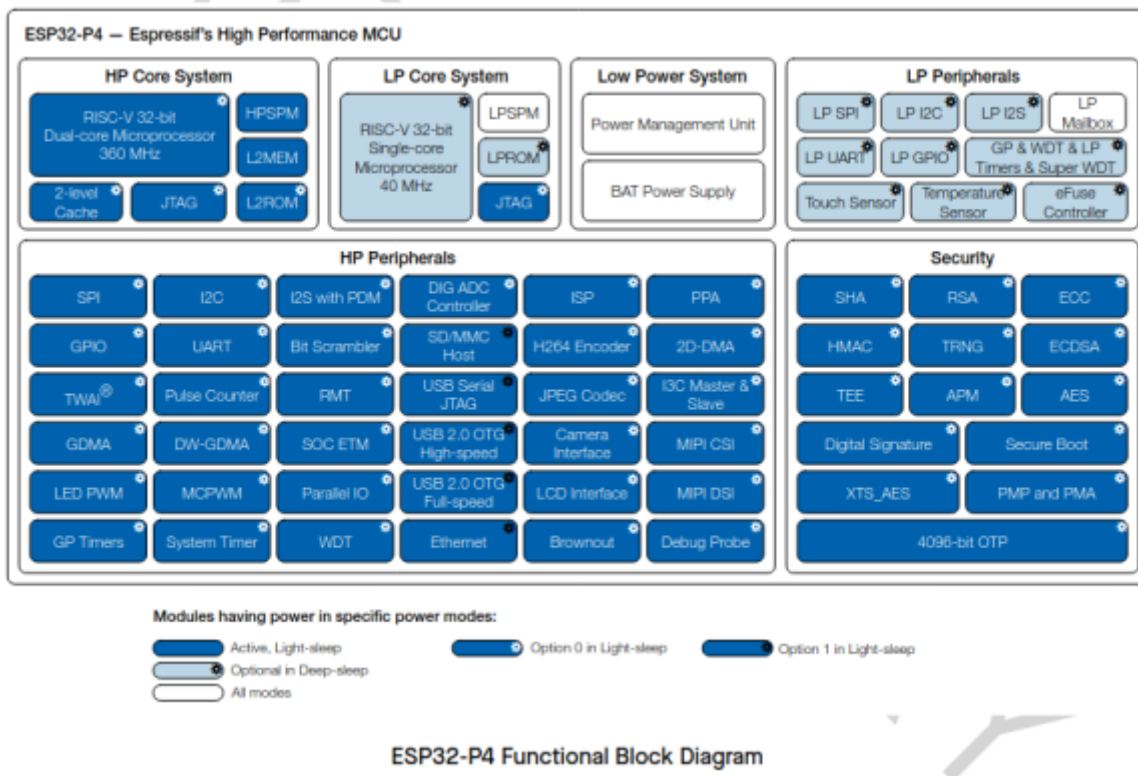 ESP32-P4 — Espressif's High Performance MCU
HP Core System
RISC-V 32-bit
Dual-core Microprocessor
360 MHz
HPSPM
L2MEM
2-level
Cache
JTAG
L2ROM
LP Core System
RISC-V 32-bit
Single-core
Microprocessor
40 MHz
LPSPM
LPROM
JTAG
Low Power System
Power Management Unit
BAT Power Supply
LP Peripherals
LP SPI
LP I2C
LP I2S
LP
Mailbox
LP UART
LP GPIO
GP & WDT & LP
Timers & Super WDT
Touch Sensor
Temperature
Sensor
eFuse
Controller
HP Peripherals
SPI
I2C
I2S with PDM
DIG ADC
Controller
ISP
PPA
GPIO
UART
Bit Scrambler
SD/MMC
Host
H264 Encoder
2D-DMA
TWAI®
Pulse Counter
RMT
USB Serial
JTAG
JPEG Codec
I3C Master &
Slave
GDMA
DW-GDMA
SOC ETM
USB 2.0 OTG
High-speed
Camera
Interface
MIPI CSI
LED PWM
MCPWM
Parallel IO
USB 2.0 OTG
Full-speed
LCD Interface
MIPI DSI
GP Timers
System Timer
WDT
Ethernet
Brownout
Debug Probe
Security
SHA
RSA
ECC
HMAC
TRNG
ECDSA
TEE
APM
AES
Digital Signature
Secure Boot
XTS_AES
PMP and PMA
4096-bit OTP
Modules having power in specific power modes:
Active, Light-sleep
Option 0 in Light-sleep
Option 1 in Light-sleep
Optional in Deep-sleep
All modes
ESP32-P4 Functional Block Diagram